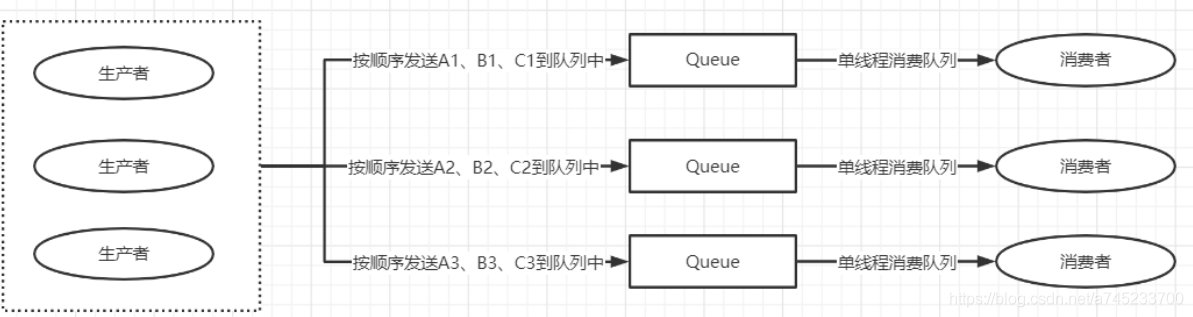 生产者
按顺序发送A1、B1、C1到队列中
Queue
单线程消费队列
消费者
生产者
按顺序发送A2、B2、C2到队列中
Queue
单线程消费队列
消费者
生产者
按顺序发送A3、B3、C3到队列中
Queue
单线程消费队列
消费者
https://blog.csdn.net/a745233700